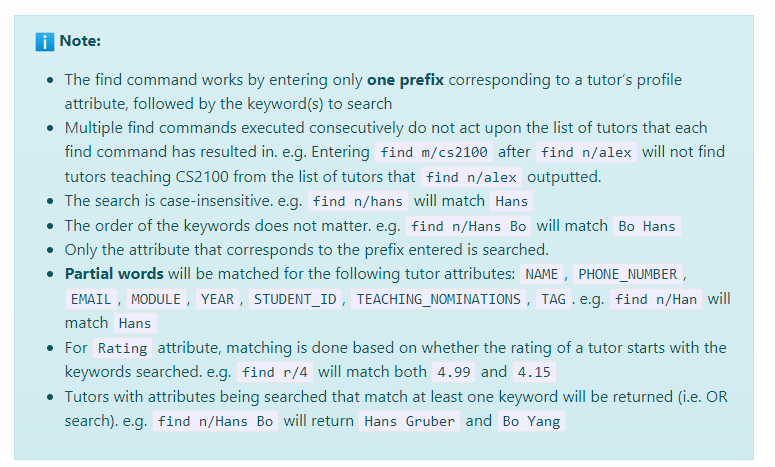 Note:
The find command works by entering only one prefix corresponding to a tutor's profile
attribute, followed by the keyword(s) to search
Multiple find commands executed consecutively do not act upon the list of tutors that each
find command has resulted in. e.g. Entering find m/cs2100 after find n/alex will not find
tutors teaching CS2100 from the list of tutors that find n/alex outputted.
The search is case-insensitive. e.g. find n/hans will match Hans
The order of the keywords does not matter. e.g. find n/Hans Bo will match Bo Hans
Only the attribute that corresponds to the prefix entered is searched.
Partial words will be matched for the following tutor attributes: NAME, PHONE_NUMBER,
EMAIL, MODULE, YEAR, STUDENT_ID, TEACHING_NOMINATIONS, TAG. e.g. find n/Han will
match Hans
For Rating attribute, matching is done based on whether the rating of a tutor starts with the
keywords searched. e.g. find r/4 will match both 4.99 and 4.15
Tutors with attributes being searched that match at least one keyword will be returned (i.e. OR
search). e.g. find n/Hans Bo will return Hans Gruber and Bo Yang